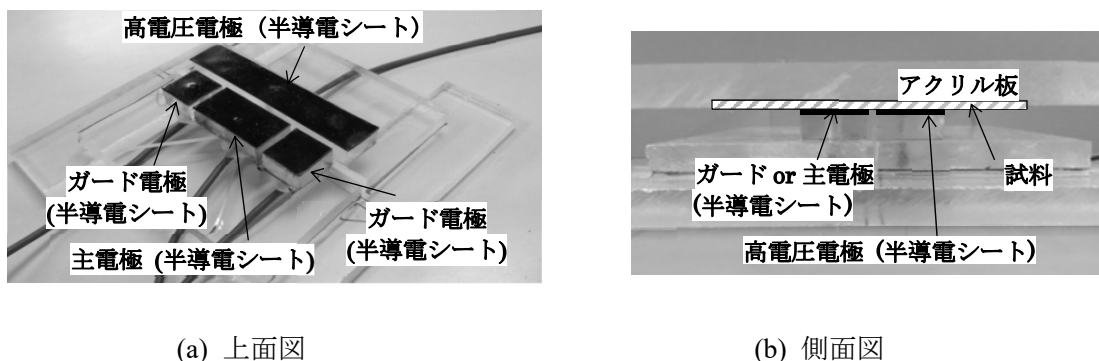 高電圧電極（半導電シート）
ガード電極
(半導電シート)
ガード電極
(半導電シート)
主電極 (半導電シート)
(a) 上面図
アクリル板
ガード or 主電極
(半導電シート)
試料
高電圧電極（半導電シート）
(b) 側面図